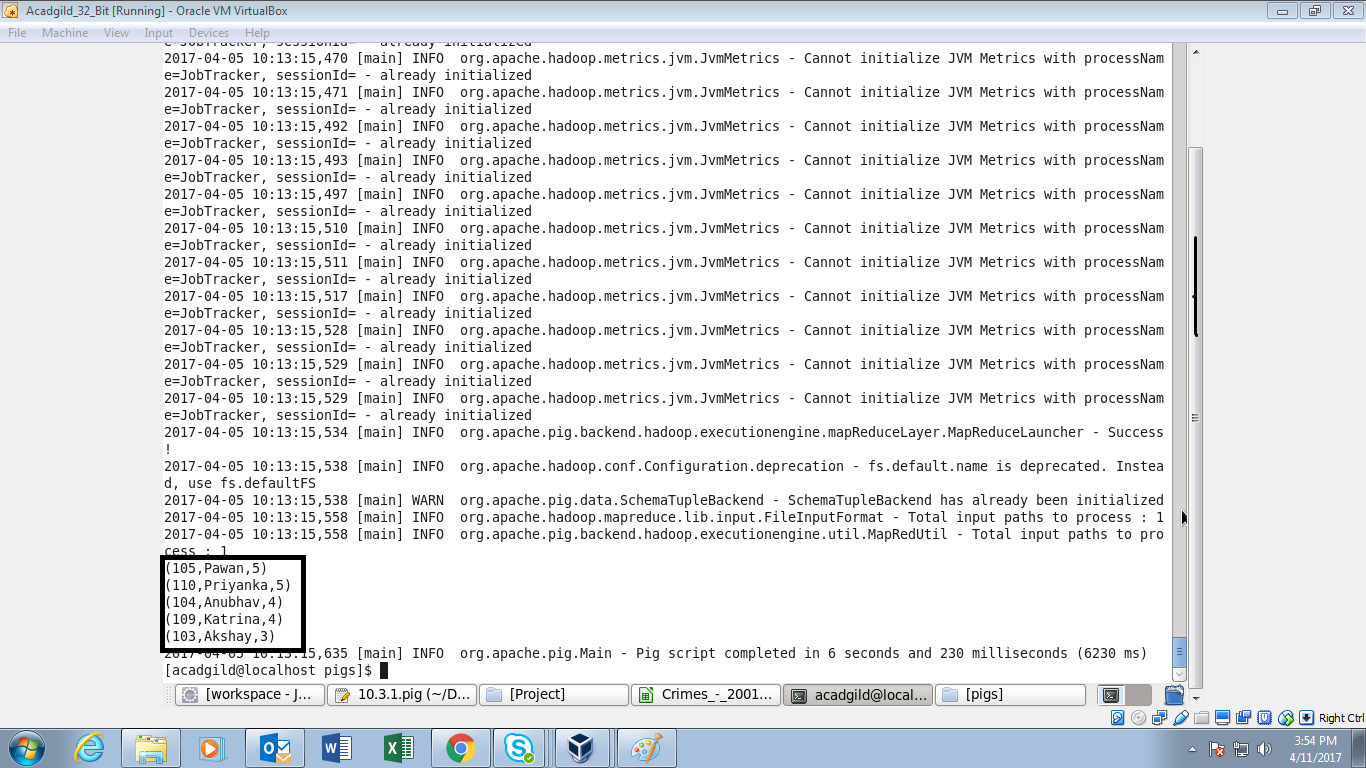 Acadgild_32_Bit [Running] - Oracle VM VirtualBox
File Machine View Input Devices Help
e=JobTracker, sessionId= - already initialized
2017-04-05 10:13:15,470 [main] INFO  org.apache.hadoop.metrics.jvm.JvmMetrics - Cannot initialize JVM Metrics with processNam
e=JobTracker, sessionId= - already initialized
2017-04-05 10:13:15,471 [main] INFO  org.apache.hadoop.metrics.jvm.JvmMetrics - Cannot initialize JVM Metrics with processNam
e=JobTracker, sessionId= - already initialized
2017-04-05 10:13:15,492 [main] INFO  org.apache.hadoop.metrics.jvm.JvmMetrics - Cannot initialize JVM Metrics with processNam
e=JobTracker, sessionId= - already initialized
2017-04-05 10:13:15,493 [main] INFO  org.apache.hadoop.metrics.jvm.JvmMetrics - Cannot initialize JVM Metrics with processNam
e=JobTracker, sessionId= - already initialized
2017-04-05 10:13:15,497 [main] INFO  org.apache.hadoop.metrics.jvm.JvmMetrics - Cannot initialize JVM Metrics with processNam
e=JobTracker, sessionId= - already initialized
2017-04-05 10:13:15,510 [main] INFO  org.apache.hadoop.metrics.jvm.JvmMetrics - Cannot initialize JVM Metrics with processNam
e=JobTracker, sessionId= - already initialized
2017-04-05 10:13:15,511 [main] INFO  org.apache.hadoop.metrics.jvm.JvmMetrics - Cannot initialize JVM Metrics with processNam
e=JobTracker, sessionId= - already initialized
2017-04-05 10:13:15,517 [main] INFO  org.apache.hadoop.metrics.jvm.JvmMetrics - Cannot initialize JVM Metrics with processNam
e=JobTracker, sessionId= - already initialized
2017-04-05 10:13:15,528 [main] INFO  org.apache.hadoop.metrics.jvm.JvmMetrics - Cannot initialize JVM Metrics with processNam
e=JobTracker, sessionId= - already initialized
2017-04-05 10:13:15,529 [main] INFO  org.apache.hadoop.metrics.jvm.JvmMetrics - Cannot initialize JVM Metrics with processNam
e=JobTracker, sessionId= - already initialized
2017-04-05 10:13:15,529 [main] INFO  org.apache.hadoop.metrics.jvm.JvmMetrics - Cannot initialize JVM Metrics with processNam
e=JobTracker, sessionId= - already initialized
2017-04-05 10:13:15,534 [main] INFO  org.apache.pig.backend.hadoop.executionengine.mapReduceLayer.MapReduceLauncher - Success
!
2017-04-05 10:13:15,538 [main] INFO  org.apache.hadoop.conf.Configuration.deprecation - fs.default.name is deprecated. Instea
d, use fs.defaultFS
2017-04-05 10:13:15,538 [main] WARN  org.apache.pig.data.SchemaTupleBackend - SchemaTupleBackend has already been initialized
2017-04-05 10:13:15,558 [main] INFO  org.apache.hadoop.mapreduce.lib.input.FileInputFormat - Total input paths to process : 1
2017-04-05 10:13:15,558 [main] INFO  org.apache.pig.backend.hadoop.executionengine.util.MapRedUtil - Total input paths to pro
cess : 1
(105,Pawan,5)
(110,Priyanka,5)
(104,Anubhav,4)
(109,Katrina,4)
(103,Akshay,3)
2017-04-05 10:13:15,635 [main] INFO  org.apache.pig.Main - Pig script completed in 6 seconds and 230 milliseconds (6230 ms)
[acadgild@localhost pigs]$
[workspace - J... 10.3.1.pig (~/D... [Project] Crimes_-_2001... acadgild@local... [pigs]
Right Ctrl
3:54 PM
4/11/2017